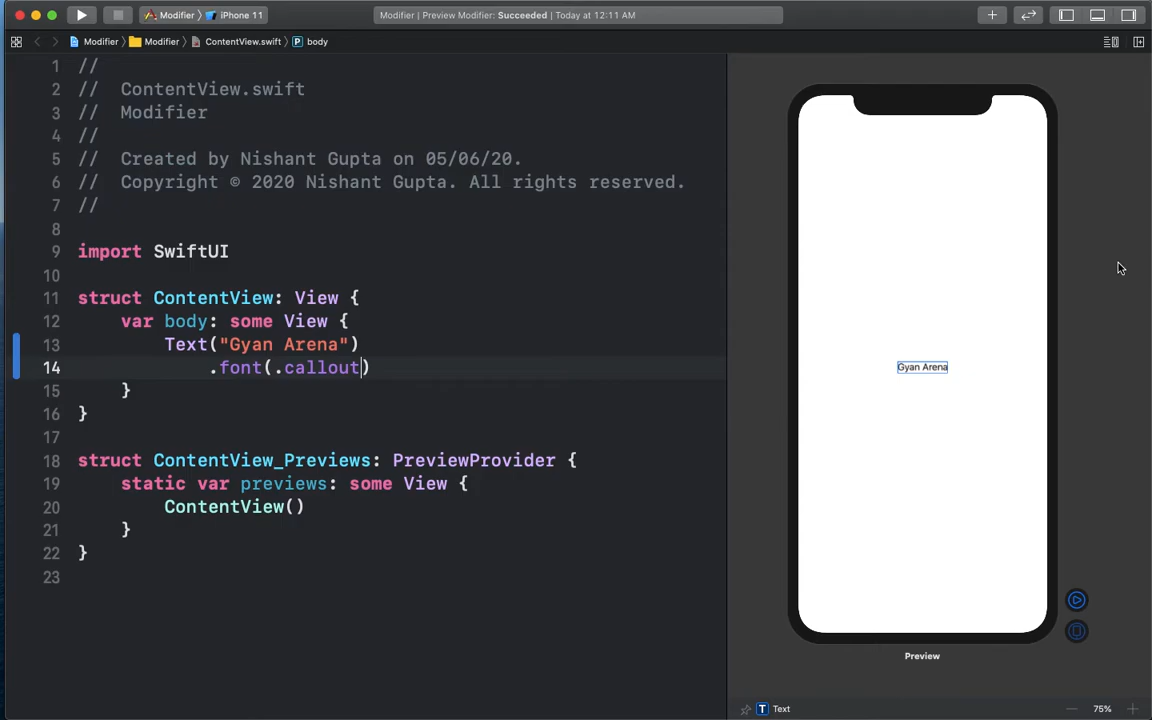 Modifier 〉 iPhone 11
Modifier | Preview Modifier: Succeeded | Today at 12:11 AM
Modifier 〉 Modifier 〉 ContentView.swift 〉 P body
1 //
2 //  ContentView.swift
3 //  Modifier
4 //
5 //  Created by Nishant Gupta on 05/06/20.
6 //  Copyright © 2020 Nishant Gupta. All rights reserved.
7 //
8
9 import SwiftUI
10
11 struct ContentView: View {
12     var body: some View {
13         Text("Gyan Arena")
14             .font(.callout)
15     }
16 }
17
18 struct ContentView_Previews: PreviewProvider {
19     static var previews: some View {
20         ContentView()
21     }
22 }
23
Gyan Arena
Preview
T Text
75%